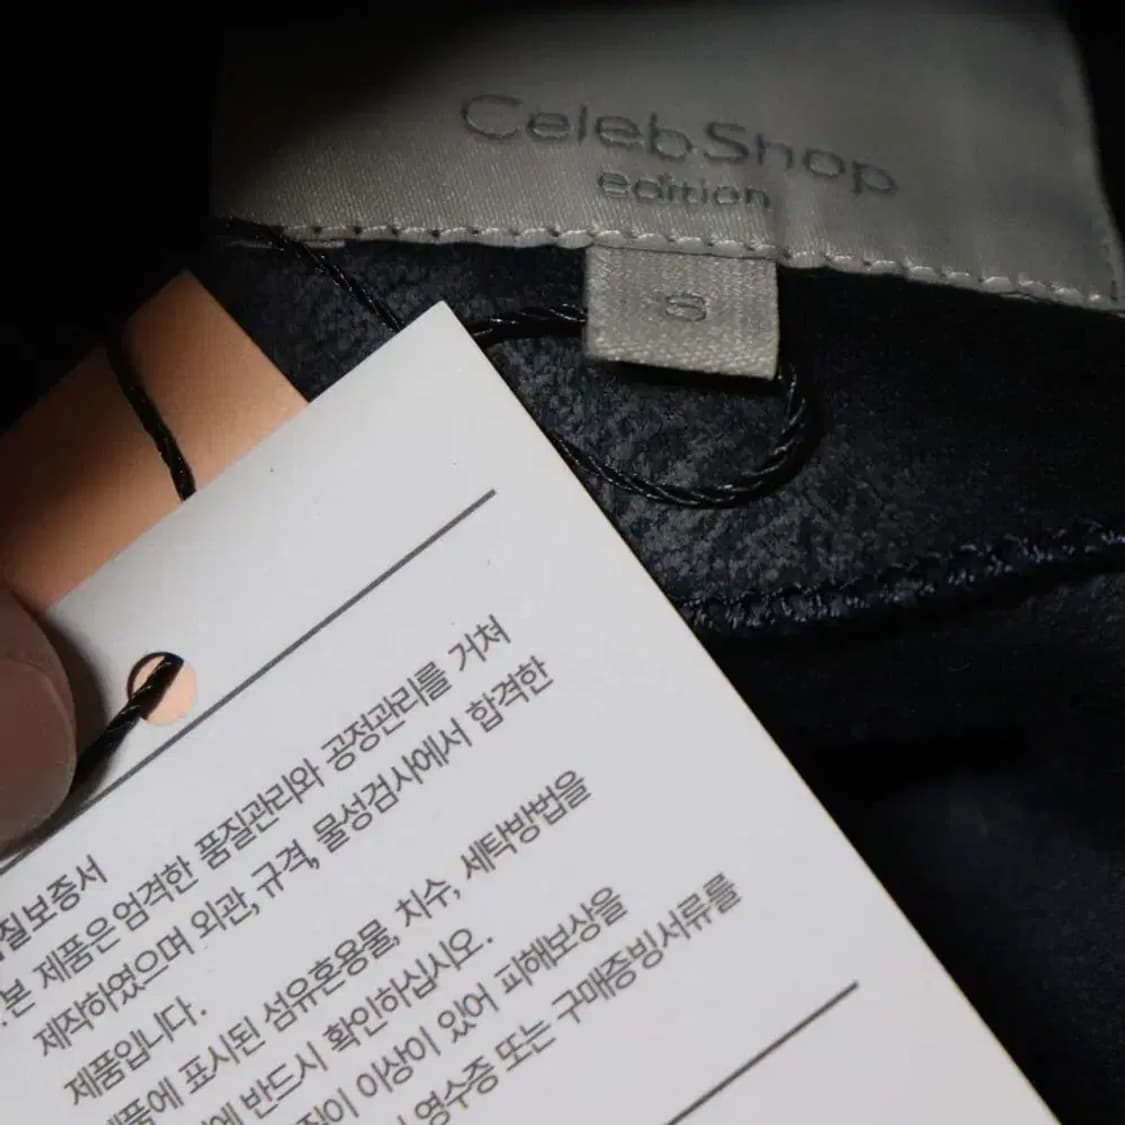 CelebShop
edition
S
질보증서
본 제품은 엄격한 품질관리와 공정관리를 거쳐
제작하였으며 외관, 규격, 물성검사에서 합격한
제품입니다.
품에 표시된 섬유혼용물, 치수, 세탁방법을
반드시 확인하십시오.
이상이 있어 피해보상을
영수증 또는 구매증빙서류를